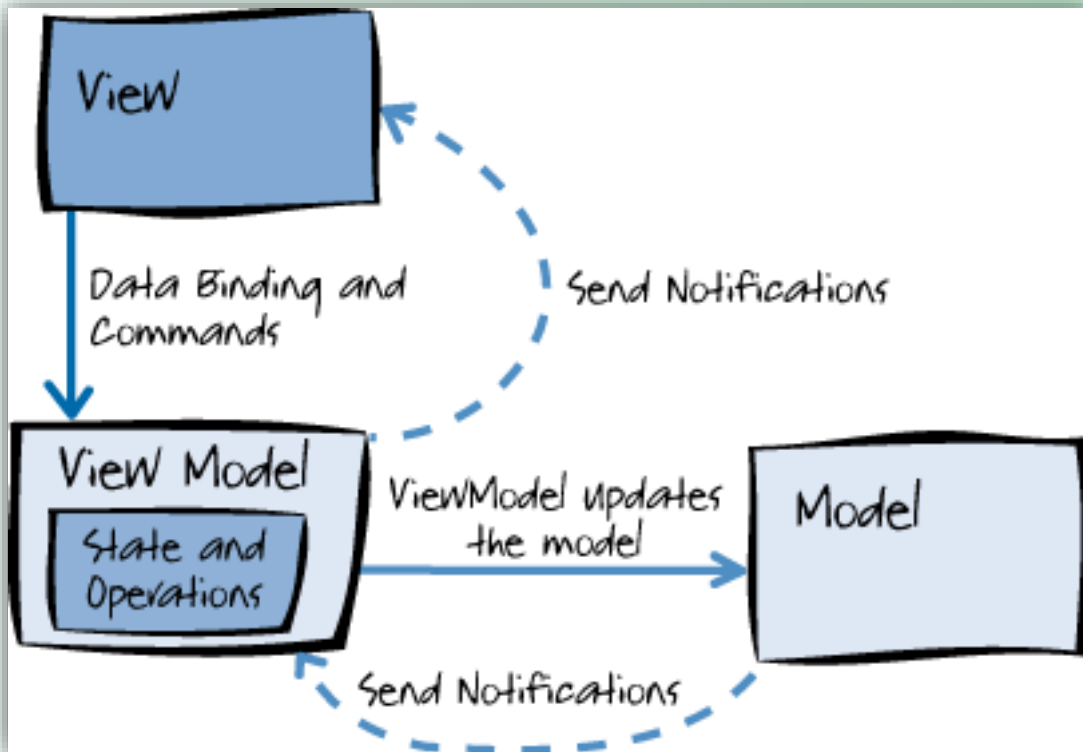 View
Data Binding and
Commands
Send Notifications
View Model
State and
Operations
ViewModel updates
the model
Model
Send Notifications